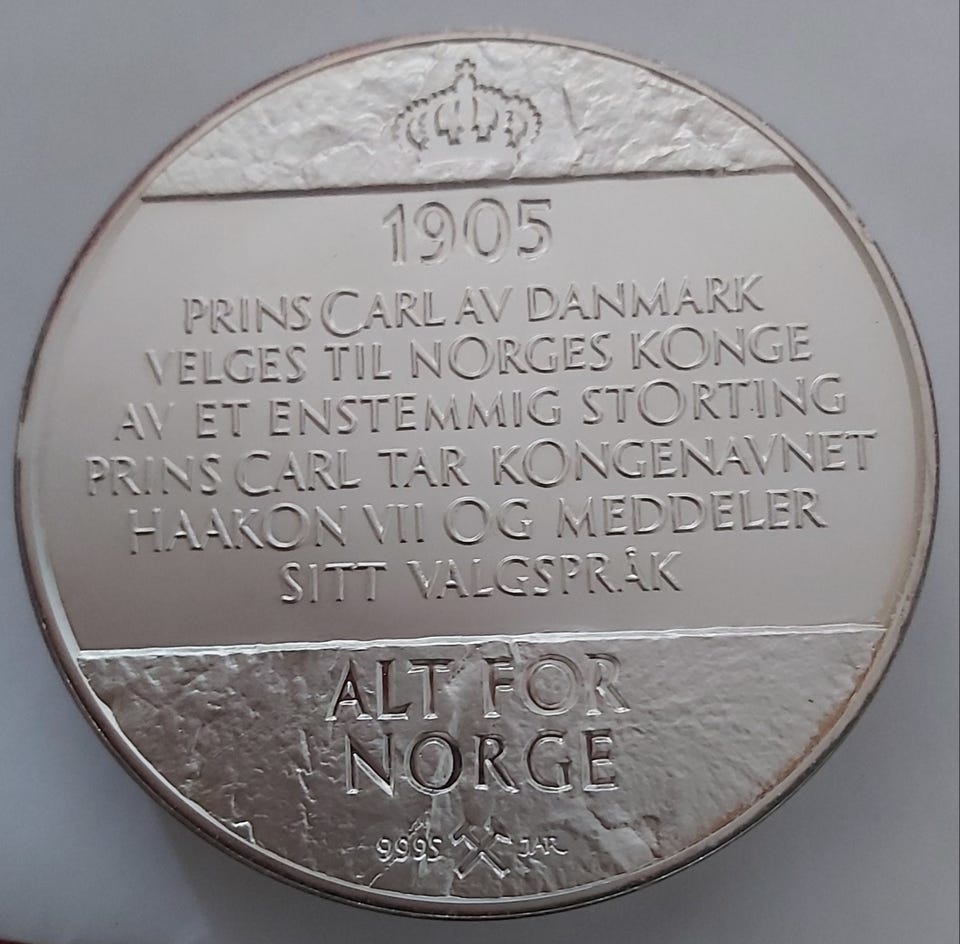 1905
PRINS CARL AV DANMARK
VELGES TIL NORGES KONGE
AV ET ENSTEMMIG STORTING
PRINS CARL TAR KONGENAVNET
HAAKON VII OG MEDDELER
SITT VALGSPRÅK
ALT FOR
NORGE
999S JAR